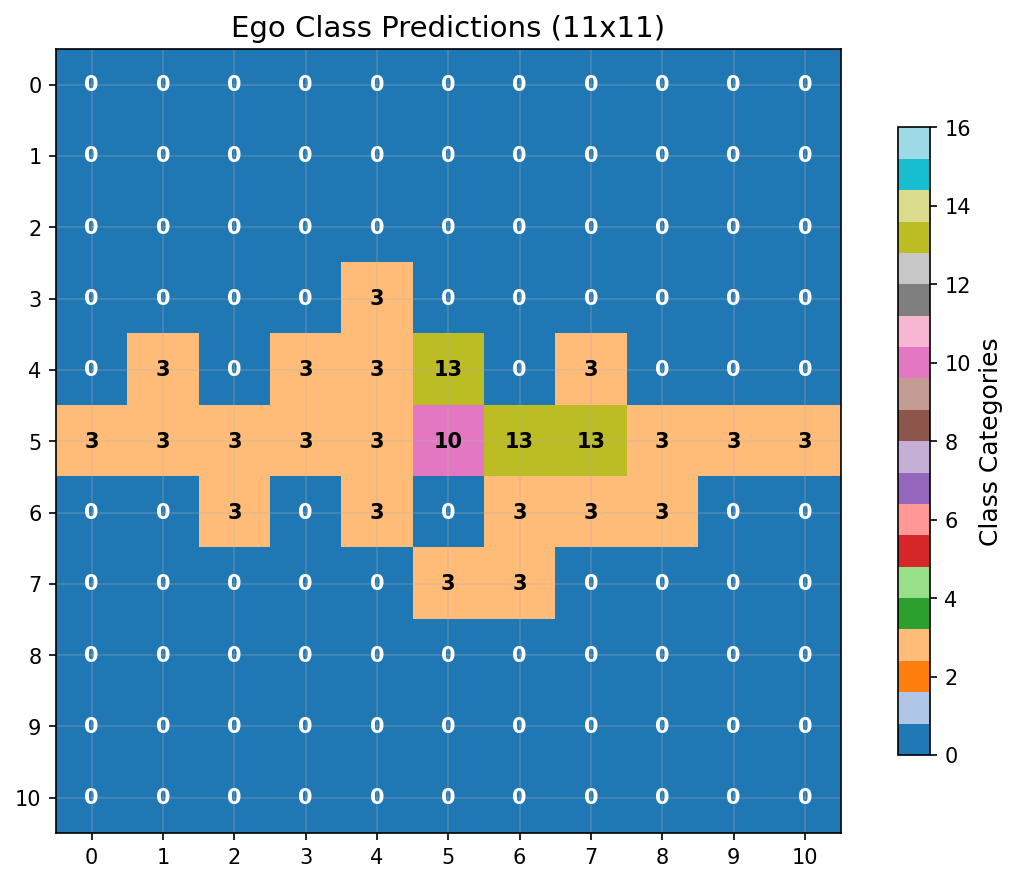 Ego Class Predictions (11x11)
0 0 0 0 0 0 0 0 0 0 0 0
1 0 0 0 0 0 0 0 0 0 0 0
2 0 0 0 0 0 0 0 0 0 0 0
3 0 0 0 0 3 0 0 0 0 0 0
4 0 3 0 3 3 13 0 3 0 0 0
5 3 3 3 3 3 10 13 13 3 3 3
6 0 0 3 0 3 0 3 3 3 0 0
7 0 0 0 0 0 3 3 0 0 0 0
8 0 0 0 0 0 0 0 0 0 0 0
9 0 0 0 0 0 0 0 0 0 0 0
10 0 0 0 0 0 0 0 0 0 0 0
0 1 2 3 4 5 6 7 8 9 10
16
14
12
10
8
6
4
2
0
Class Categories